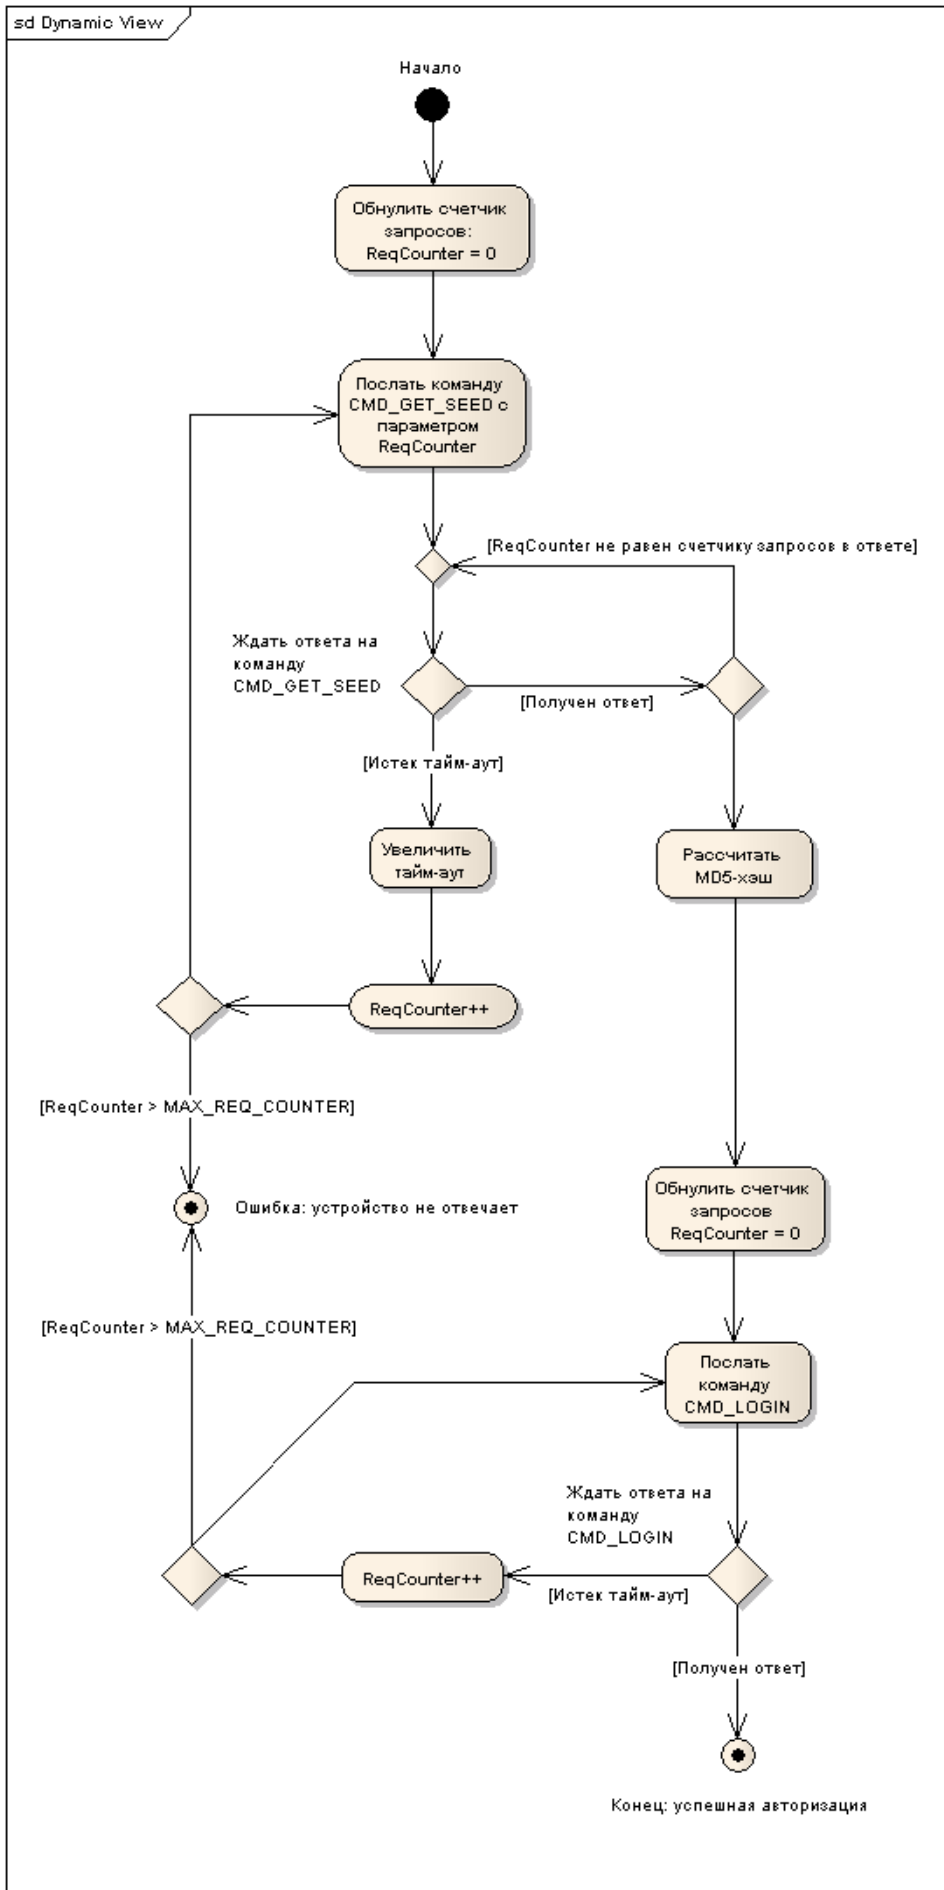 sd Dynamic View
Начало
Обнулить счетчик
запросов:
ReqCounter = 0
Послать команду
CMD_GET_SEED с
параметром
ReqCounter
[ReqCounter не равен счетчику запросов в ответе]
Ждать ответа на
команду
CMD_GET_SEED
[Получен ответ]
[Истек тайм-аут]
Увеличить
тайм-аут
Рассчитать
MD5-хэш
ReqCounter++
[ReqCounter > MAX_REQ_COUNTER]
Обнулить счетчик
запросов
ReqCounter = 0
Ошибка: устройство не отвечает
[ReqCounter > MAX_REQ_COUNTER]
Послать
команду
CMD_LOGIN
Ждать ответа на
команду
CMD_LOGIN
ReqCounter++
[Истек тайм-аут]
[Получен ответ]
Конец: успешная авторизация